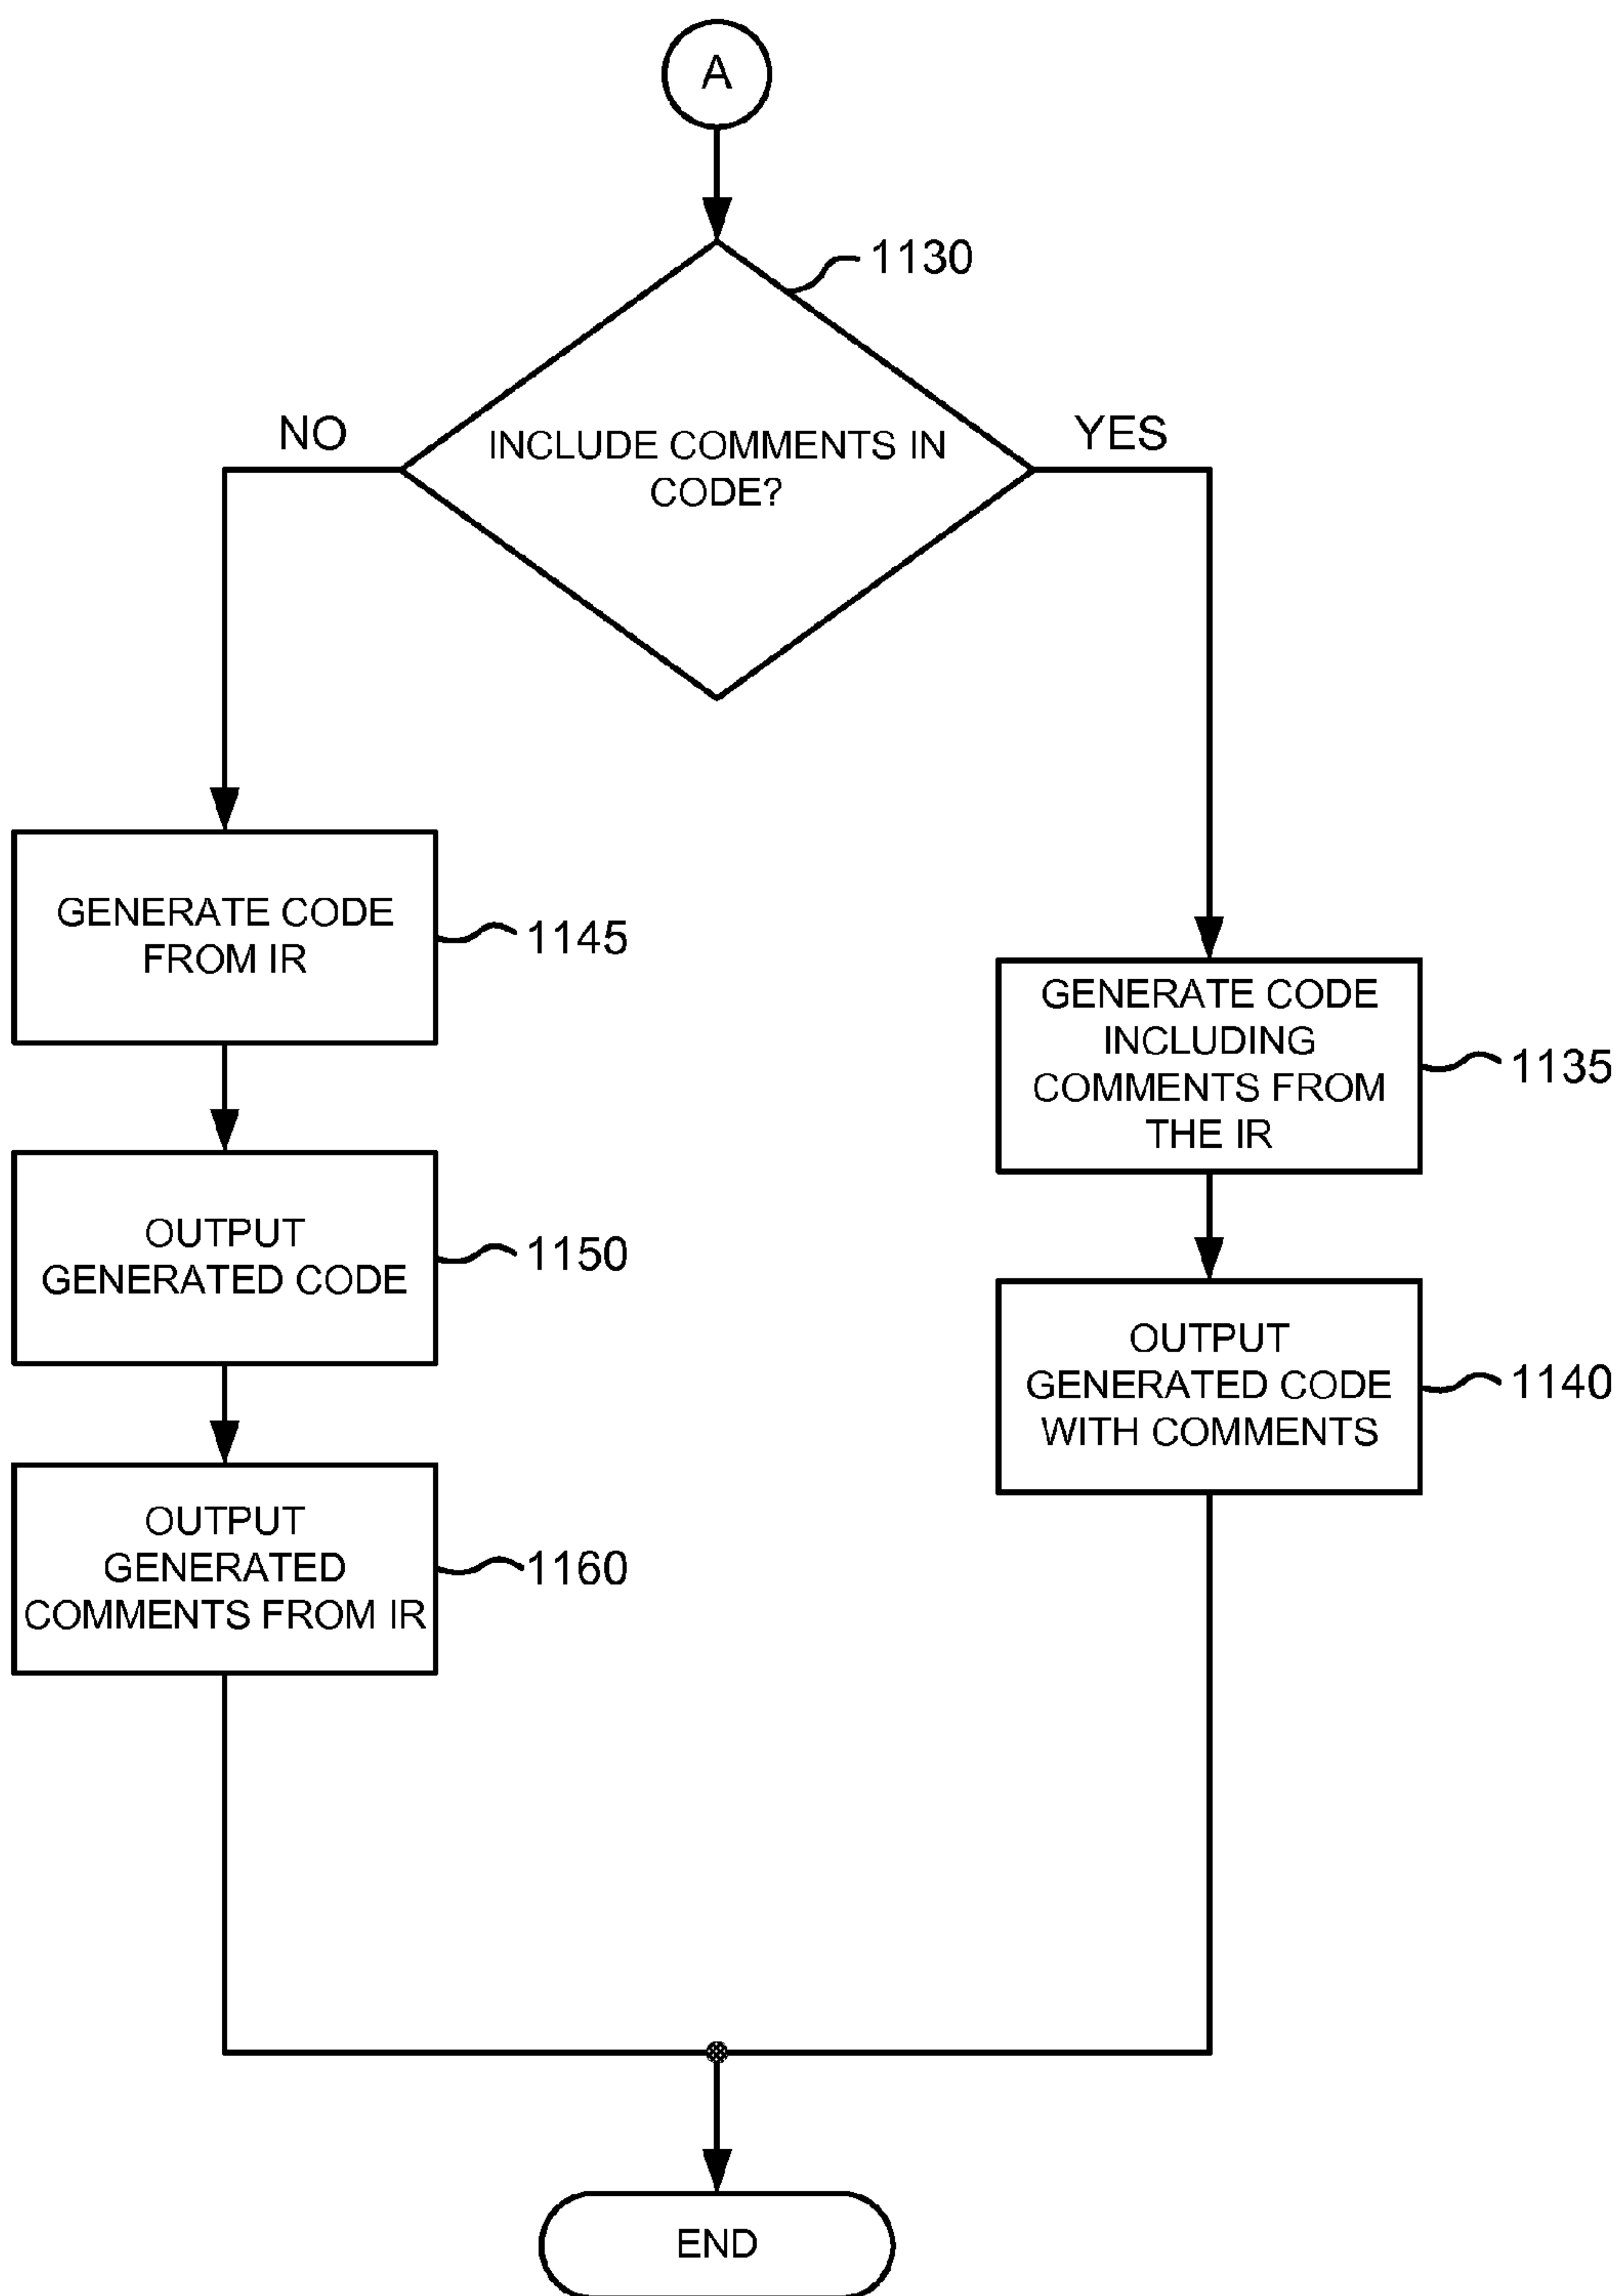 A
1130
NO
INCLUDE COMMENTS IN
CODE?
YES
GENERATE CODE
FROM IR
1145
GENERATE CODE
INCLUDING
COMMENTS FROM
THE IR
1135
OUTPUT
GENERATED CODE
1150
OUTPUT
GENERATED CODE
WITH COMMENTS
1140
OUTPUT
GENERATED
COMMENTS FROM IR
1160
END